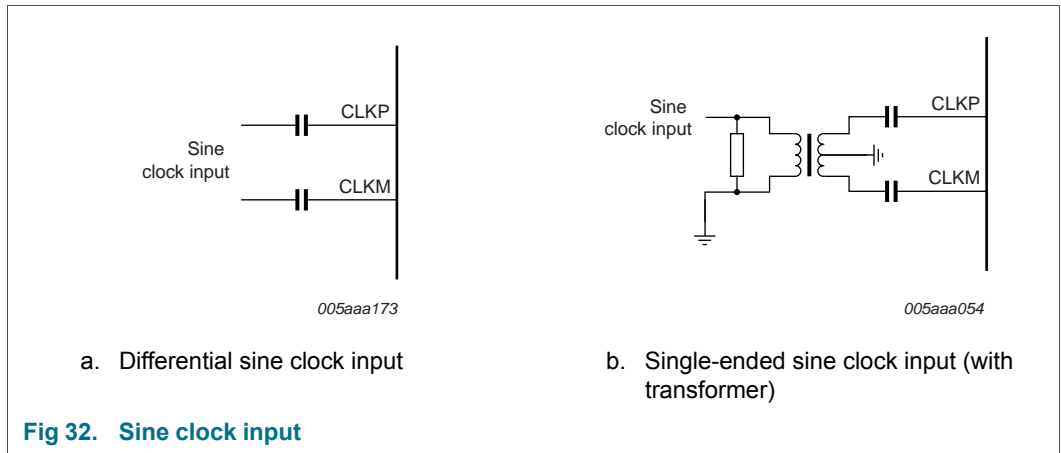 Sine
clock input
CLKP
CLKM
005aaa173
a. Differential sine clock input
Sine
clock input
CLKP
CLKM
005aaa054
b. Single-ended sine clock input (with
transformer)
Fig 32. Sine clock input